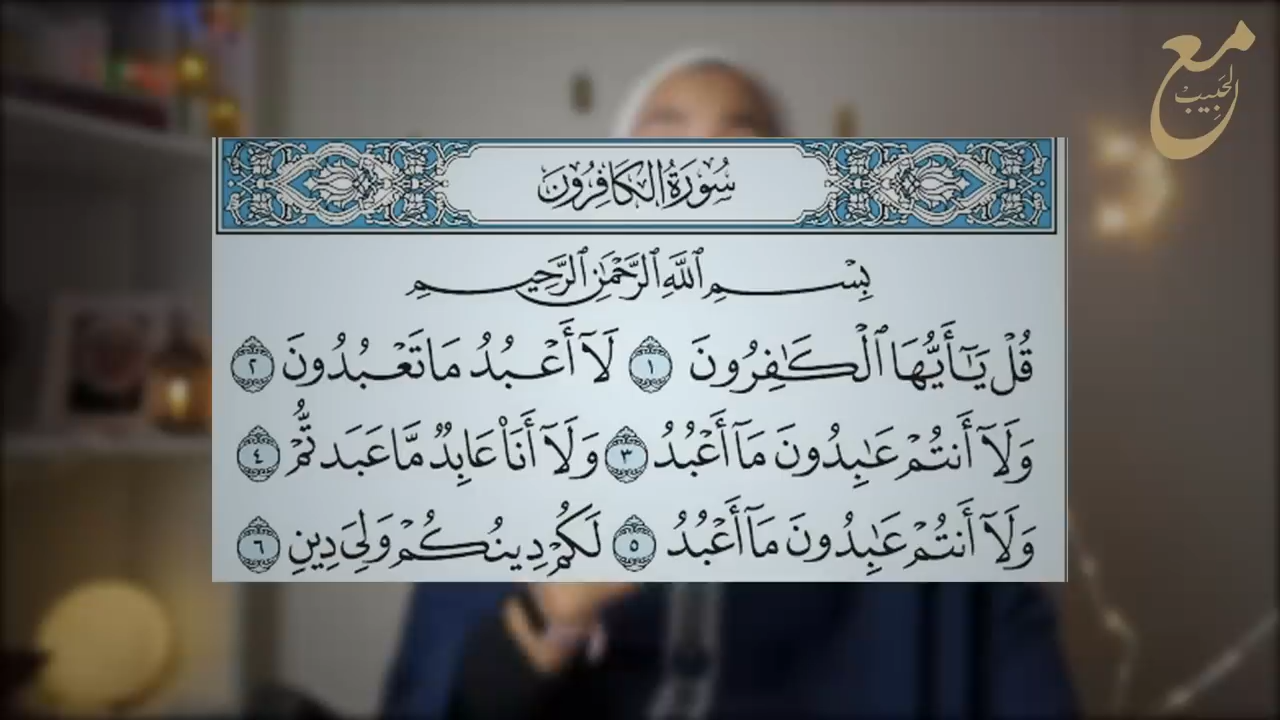 مع الحبيب
سُورَةُ الكَافِرُونَ
بِسْمِ ٱللَّهِ ٱلرَّحْمَٰنِ ٱلرَّحِيمِ
قُلْ يَٰٓأَيُّهَا ٱلْكَٰفِرُونَ ١ لَآ أَعْبُدُ مَا تَعْبُدُونَ ٢
وَلَآ أَنتُمْ عَٰبِدُونَ مَآ أَعْبُدُ ٣ وَلَآ أَنَا۠ عَابِدٌ مَّا عَبَدتُّمْ ٤
وَلَآ أَنتُمْ عَٰبِدُونَ مَآ أَعْبُدُ ٥ لَكُمْ دِينُكُمْ وَلِىَ دِينِ ٦